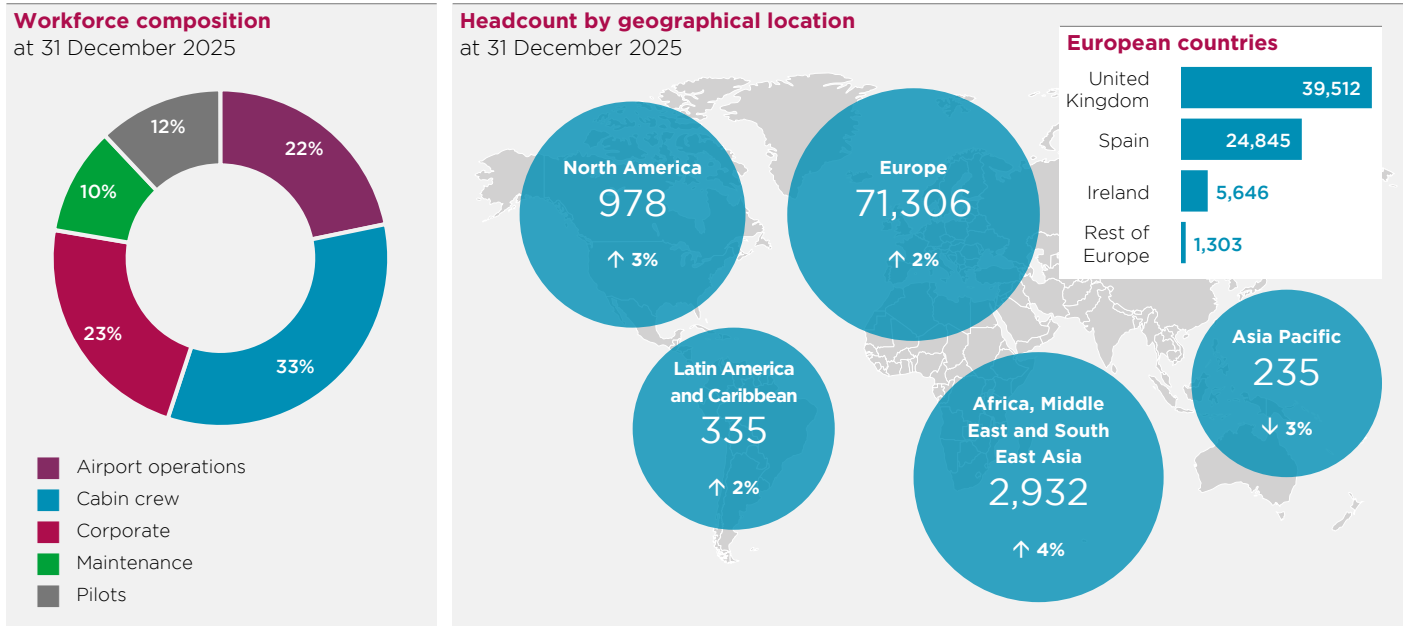 Workforce composition
at 31 December 2025
12%
22%
10%
23%
33%
Airport operations
Cabin crew
Corporate
Maintenance
Pilots
Headcount by geographical location
at 31 December 2025
European countries
United
Kingdom
39,512
Spain
24,845
Ireland
5,646
Rest of
Europe
1,303
North America
978
↑ 3%
Europe
71,306
↑ 2%
Latin America
and Caribbean
335
↑ 2%
Africa, Middle
East and South
East Asia
2,932
↑ 4%
Asia Pacific
235
↓ 3%